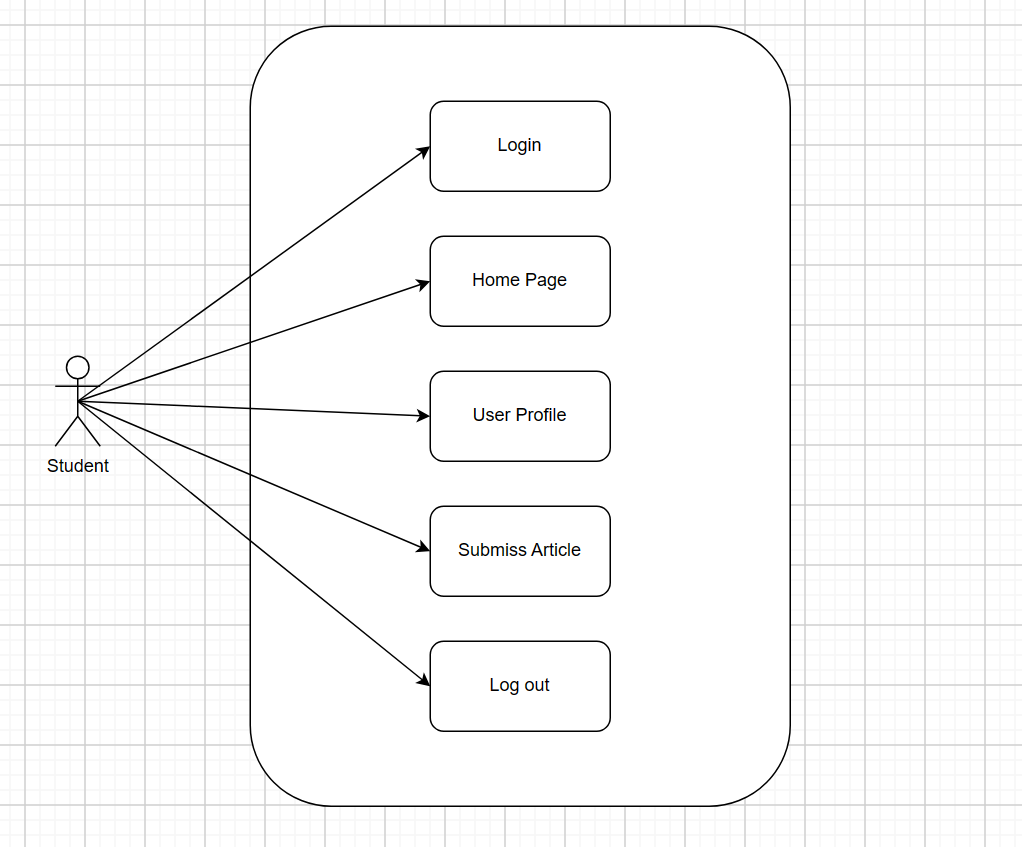 Login
Home Page
User Profile
Student
Submiss Article
Log out